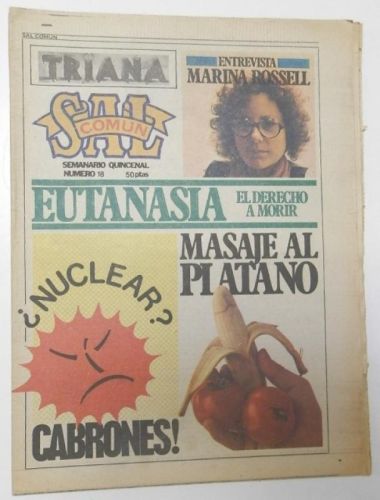 SAL COMUN
TRIANA
ENTREVISTA
MARINA ROSSELL
SAL
COMUN
SEMANARIO QUINCENAL
NUMERO 18 50 ptas
EUTANASIA
EL DERECHO
A MORIR
MASAJE AL
PLATANO
¿NUCLEAR?
CABRONES!